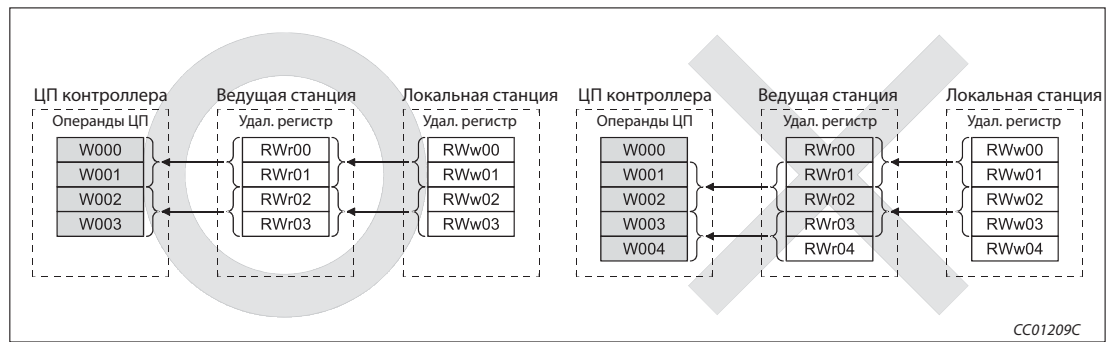 ЦП контроллера Ведущая станция Локальная станция ЦП контроллера Ведущая станция Локальная станция
Операнды ЦП Удал. регистр Удал. регистр Операнды ЦП Удал. регистр Удал. регистр
W000 RWr00 RWw00 W000 RWr00 RWw00
W001 RWr01 RWw01 W001 RWr01 RWw01
W002 RWr02 RWw02 W002 RWr02 RWw02
W003 RWr03 RWw03 W003 RWr03 RWw03
W004 RWr04 RWw04
CC01209C